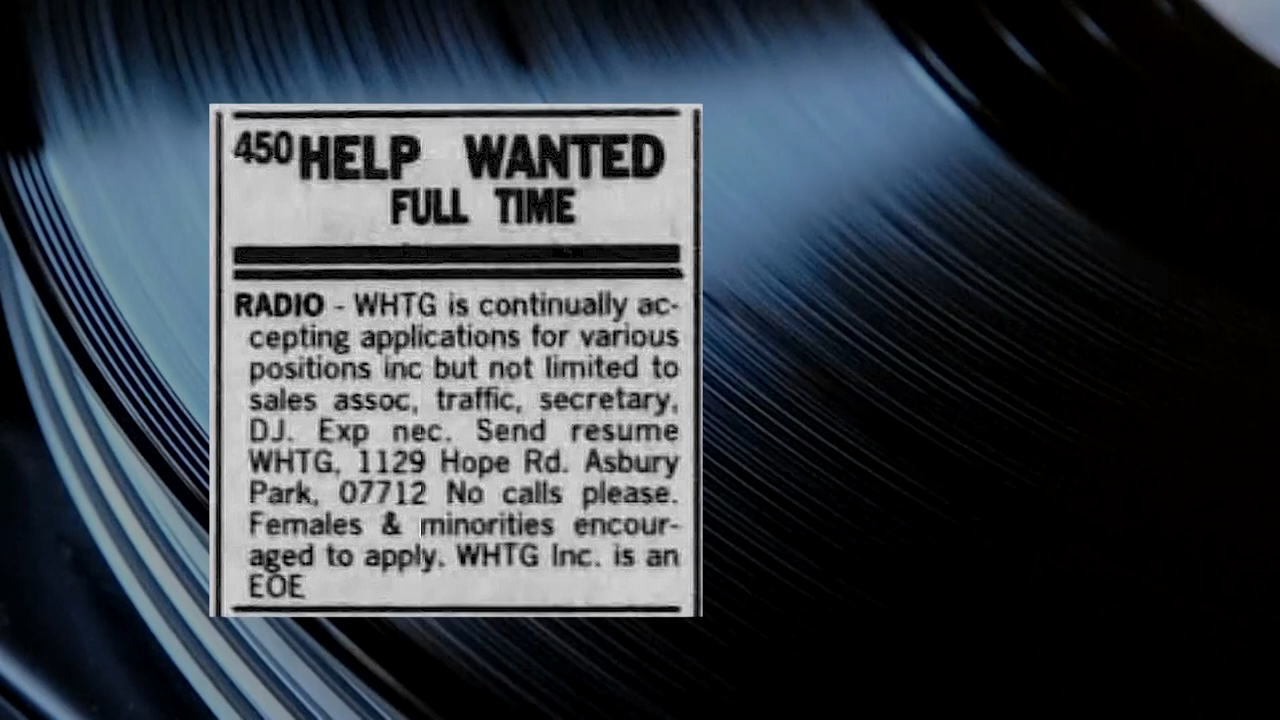 450 HELP WANTED
FULL TIME
RADIO - WHTG is continually ac-
cepting applications for various
positions inc but not limited to
sales assoc, traffic, secretary,
DJ. Exp nec. Send resume
WHTG, 1129 Hope Rd. Asbury
Park, 07712 No calls please.
Females & minorities encour-
aged to apply. WHTG Inc. is an
EOE